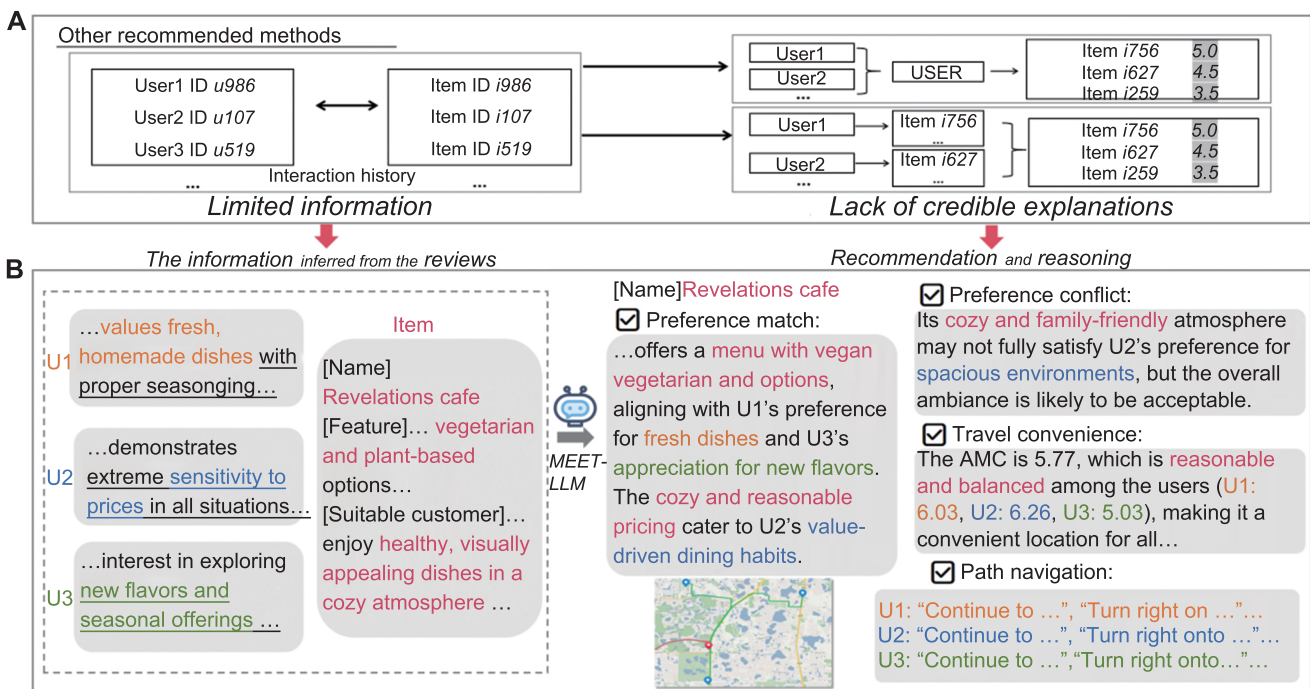 A
Other recommended methods
User1 ID u986
User2 ID u107
User3 ID u519
...
Item ID i986
Item ID i107
Item ID i519
...
Interaction history
Limited information
User1
User2
...
USER
Item i756 5.0
Item i627 4.5
Item i259 3.5
User1
User2
...
Item i756
...
Item i627
...
Item i756 5.0
Item i627 4.5
Item i259 3.5
Lack of credible explanations
The information inferred from the reviews
Recommendation and reasoning
B
U1
…values fresh,
homemade dishes with
proper seasonging…
U2
…demonstrates
extreme sensitivity to
prices in all situations…
U3
…interest in exploring
new flavors and
seasonal offerings …
Item
[Name]
Revelations cafe
[Feature]… vegetarian
and plant-based
options…
[Suitable customer]…
enjoy healthy, visually
appealing dishes in a
cozy atmosphere …
MEET-
LLM
[Name]Revelations cafe
Preference match:
…offers a menu with vegan
vegetarian and options,
aligning with U1's preference
for fresh dishes and U3's
appreciation for new flavors.
The cozy and reasonable
pricing cater to U2's value-
driven dining habits.
Preference conflict:
Its cozy and family-friendly atmosphere
may not fully satisfy U2's preference for
spacious environments, but the overall
ambiance is likely to be acceptable.
Travel convenience:
The AMC is 5.77, which is reasonable
and balanced among the users (U1:
6.03, U2: 6.26, U3: 5.03), making it a
convenient location for all…
Path navigation:
U1: “Continue to …”, “Turn right on …”…
U2: “Continue to …”, “Turn right onto …”…
U3: “Continue to …”,“Turn right onto…”…